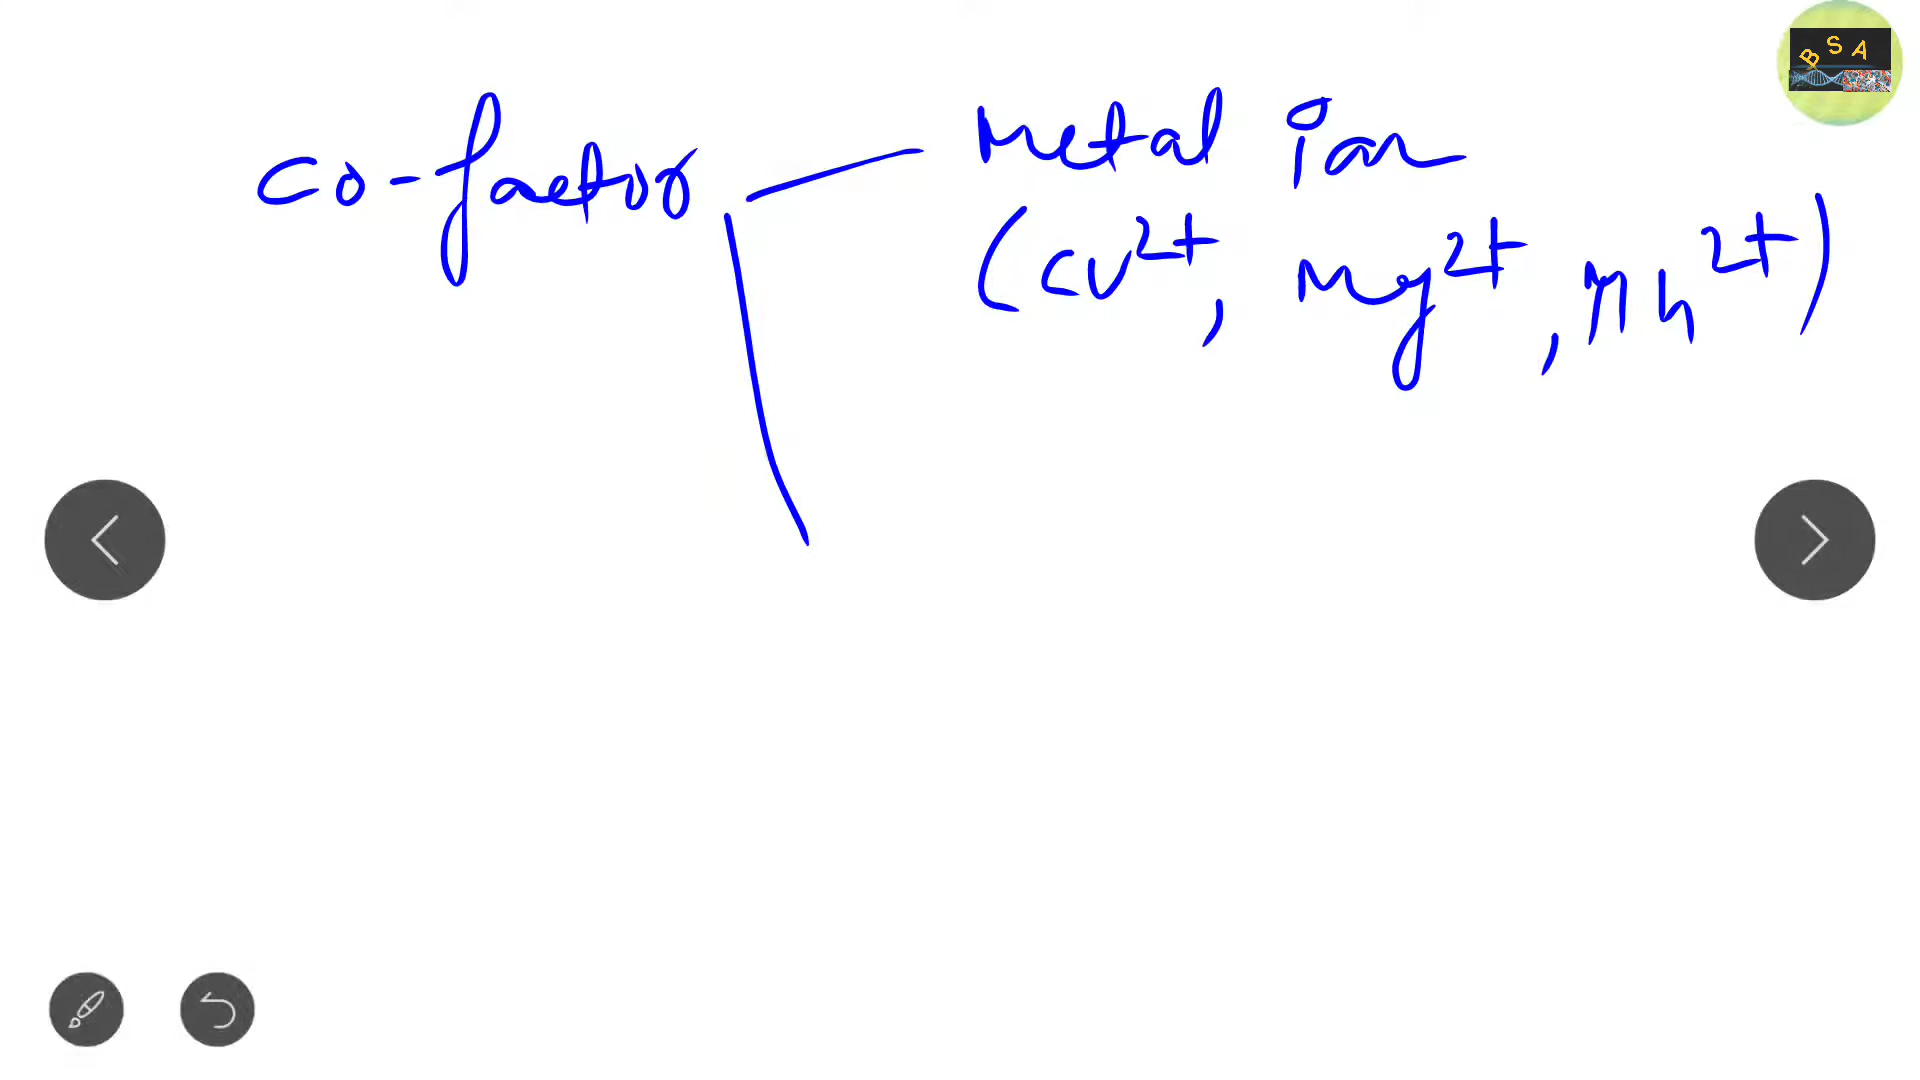 BSA
co-factor
Metal ion
(Cu²⁺, Mg²⁺, Mn²⁺)